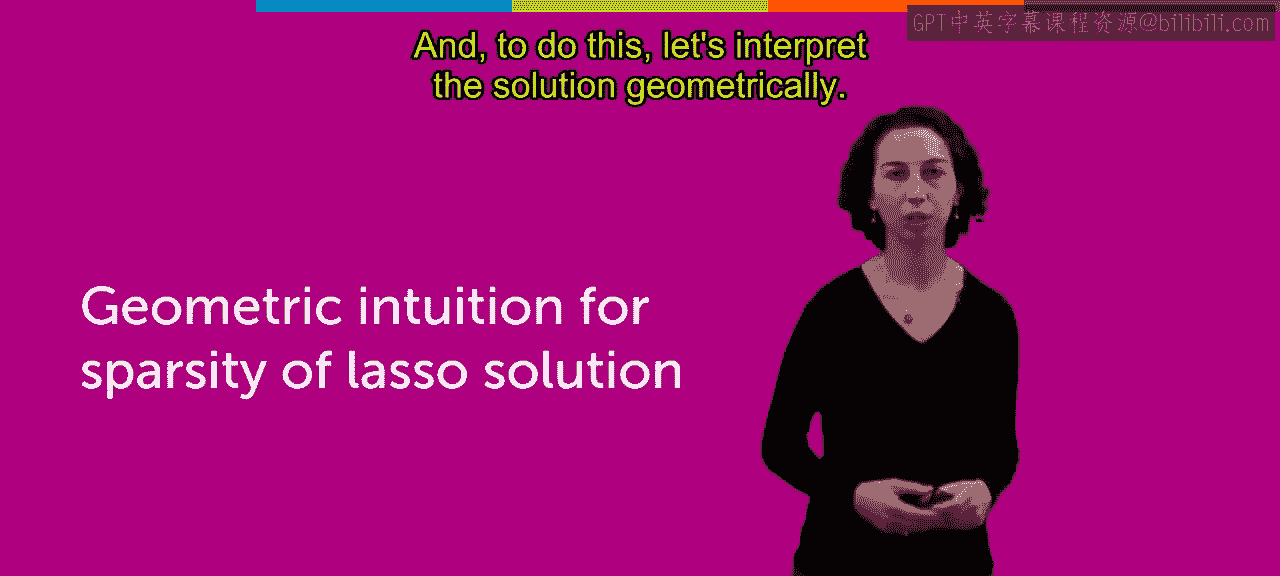 GPT中英字幕课程资源@bilibili.com
And, to do this, let's interpret
the solution geometrically.
Geometric intuition for
sparsity of lasso solution